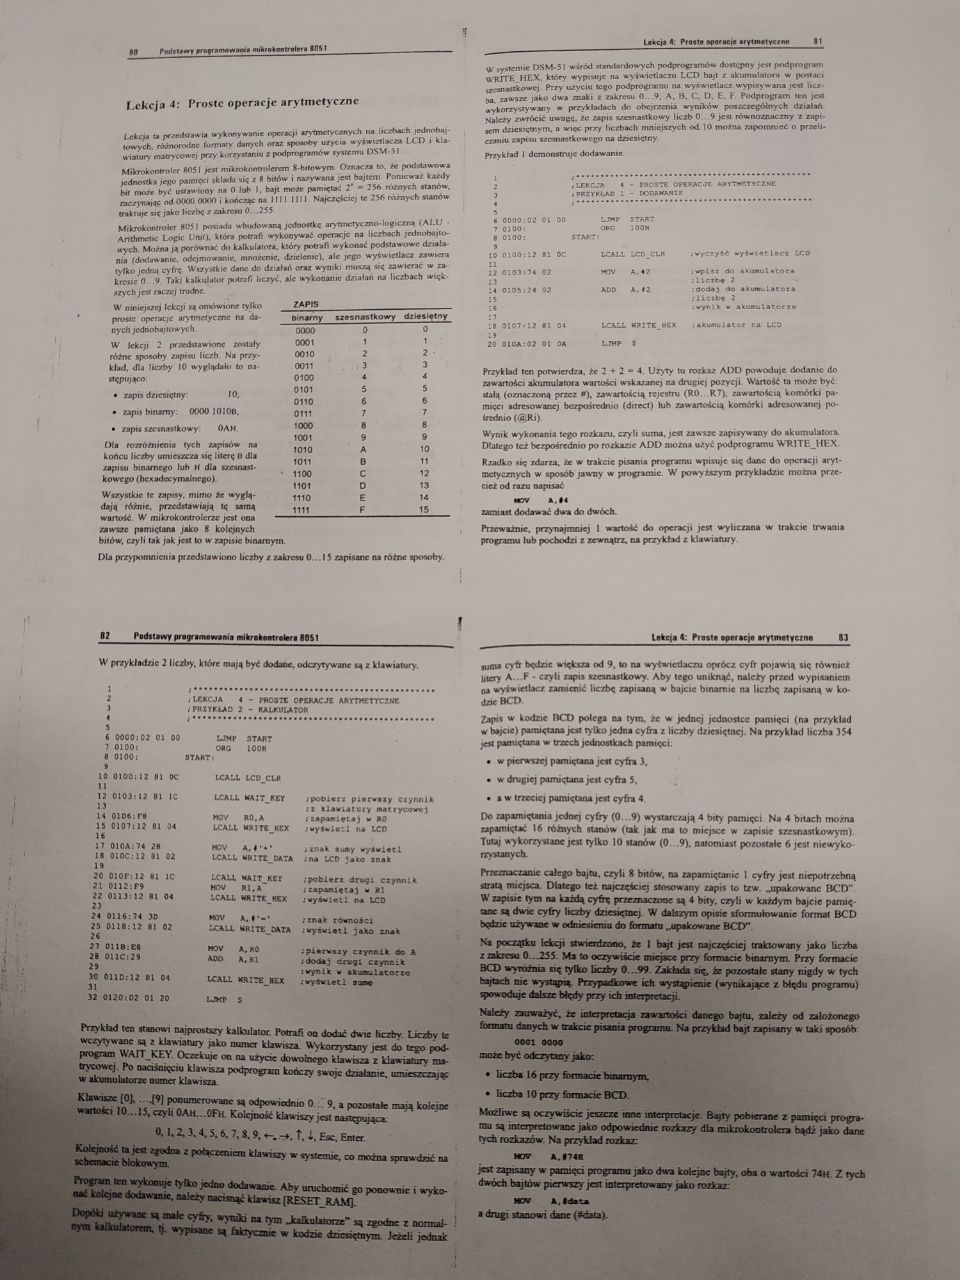 80 Podstawy programowania mikrokontrolera 8051
Lekcja 4: Proste operacje arytmetyczne
Lekcja ta przedstawia wykonywanie operacji arytmetycznych na liczbach jednobaj-
towych, różnorodne formaty danych oraz sposoby użycia wyświetlacza LCD i kla-
wiatury matrycowej przy korzystaniu z podprogramów systemu DSM-51.
Mikrokontroler 8051 jest mikrokontrolerem 8-bitowym. Oznacza to, że podstawowa
jednostka jego pamięci składa się z 8 bitów i nazywana jest bajtem. Ponieważ każdy
bit może być ustawiony na 0 lub 1, bajt może pamiętać 2⁸ = 256 różnych stanów,
zaczynając od 0000 0000 i kończąc na 1111 1111. Najczęściej te 256 różnych stanów
traktuje się jako liczbę z zakresu 0...255.
Mikrokontroler 8051 posiada wbudowaną jednostkę arytmetyczno-logiczną (ALU -
Arithmetic Logic Unit), która potrafi wykonywać operacje na liczbach jednobajto-
wych. Można ją porównać do kalkulatora, który potrafi wykonać podstawowe działa-
nia (dodawanie, odejmowanie, mnożenie, dzielenie), ale jego wyświetlacz zawiera
tylko jedną cyfrę. Wszystkie dane do działań oraz wyniki muszą się zawierać w za-
kresie 0...9. Taki kalkulator potrafi liczyć, ale wykonanie działań na liczbach więk-
szych jest raczej trudne.
W niniejszej lekcji są omówione tylko
proste operacje arytmetyczne na da-
nych jednobajtowych.
W lekcji 2 przedstawione zostały
różne sposoby zapisu liczb. Na przy-
kład, dla liczby 10 wyglądało to na-
stępująco:
• zapis dziesiętny: 10,
• zapis binarny: 0000 1010B,
• zapis szesnastkowy: 0AH.
Dla rozróżnienia tych zapisów na
końcu liczby umieszcza się literę B dla
zapisu binarnego lub H dla szesnast-
kowego (hexadecymalnego).
Wszystkie te zapisy, mimo że wyglą-
dają różnie, przedstawiają tę samą
wartość. W mikrokontrolerze jest ona
zawsze pamiętana jako 8 kolejnych
bitów, czyli tak jak jest to w zapisie binarnym.
ZAPIS
binarny szesnastkowy dziesiętny
0000 0 0
0001 1 1
0010 2 2
0011 3 3
0100 4 4
0101 5 5
0110 6 6
0111 7 7
1000 8 8
1001 9 9
1010 A 10
1011 B 11
1100 C 12
1101 D 13
1110 E 14
1111 F 15
Dla przypomnienia przedstawiono liczby z zakresu 0...15 zapisane na różne sposoby.
Lekcja 4: Proste operacje arytmetyczne 81
W systemie DSM-51 wśród standardowych podprogramów dostępny jest podprogram
WRITE_HEX, który wypisuje na wyświetlaczu LCD bajt z akumulatora w postaci
szesnastkowej. Przy użyciu tego podprogramu na wyświetlacz wypisywana jest licz-
ba, zawsze jako dwa znaki z zakresu 0...9, A, B, C, D, E, F. Podprogram ten jest
wykorzystywany w przykładach do obejrzenia wyników poszczególnych działań.
Należy zwrócić uwagę, że zapis szesnastkowy liczb 0...9 jest równoznaczny z zapi-
sem dziesiętnym, a więc przy liczbach mniejszych od 10 można zapomnieć o przeli-
czaniu zapisu szesnastkowego na dziesiętny.
Przykład 1 demonstruje dodawanie.
1 ;****************************************
2 ;LEKCJA 4 - PROSTE OPERACJE ARYTMETYCZNE
3 ;PRZYKŁAD 1 - DODAWANIE
4 ;****************************************
5
6 0000:02 01 00 LJMP START
7 0100: ORG 100H
8 0100: START:
9
10 0100:12 81 0C LCALL LCD_CLR ;wyczyść wyświetlacz LCD
11
12 0103:74 02 MOV A,#2 ;wpisz do akumulatora
13 ;liczbę 2
14 0105:24 02 ADD A,#2 ;dodaj do akumulatora
15 ;liczbę 2
16 ;wynik w akumulatorze
17
18 0107:12 81 04 LCALL WRITE_HEX ;akumulator na LCD
19
20 010A:02 01 0A LJMP $
Przykład ten potwierdza, że 2 + 2 = 4. Użyty tu rozkaz ADD powoduje dodanie do
zawartości akumulatora wartości wskazanej na drugiej pozycji. Wartość ta może być:
stałą (oznaczoną przez #), zawartością rejestru (R0...R7), zawartością komórki pa-
mięci adresowanej bezpośrednio (direct) lub zawartością komórki adresowanej po-
średnio (@Ri).
Wynik wykonania tego rozkazu, czyli suma, jest zawsze zapisywany do akumulatora.
Dlatego też bezpośrednio po rozkazie ADD można użyć podprogramu WRITE_HEX.
Rzadko się zdarza, że w trakcie pisania programu wpisuje się dane do operacji aryt-
metycznych w sposób jawny w programie. W powyższym przykładzie można prze-
cież od razu napisać
MOV A,#4
zamiast dodawać dwa do dwóch.
Przeważnie, przynajmniej 1 wartość do operacji jest wyliczana w trakcie trwania
programu lub pochodzi z zewnątrz, na przykład z klawiatury.
82 Podstawy programowania mikrokontrolera 8051
W przykładzie 2 liczby, które mają być dodane, odczytywane są z klawiatury.
1 ;****************************************
2 ;LEKCJA 4 - PROSTE OPERACJE ARYTMETYCZNE
3 ;PRZYKŁAD 2 - KALKULATOR
4 ;****************************************
5
6 0000:02 01 00 LJMP START
7 0100: ORG 100H
8 0100: START:
9
10 0100:12 81 0C LCALL LCD_CLR
11
12 0103:12 81 1C LCALL WAIT_KEY ;pobierz pierwszy czynnik
13 ;z klawiatury matrycowej
14 0106:F8 MOV R0,A ;zapamiętaj w R0
15 0107:12 81 04 LCALL WRITE_HEX ;wyświetl na LCD
16
17 010A:74 2B MOV A,#'+' ;znak sumy wyświetl
18 010C:12 81 02 LCALL WRITE_DATA ;na LCD jako znak
19
20 010F:12 81 1C LCALL WAIT_KEY ;pobierz drugi czynnik
21 0112:F9 MOV R1,A ;zapamiętaj w R1
22 0113:12 81 04 LCALL WRITE_HEX ;wyświetl na LCD
23
24 0116:74 3D MOV A,#'=' ;znak równości
25 0118:12 81 02 LCALL WRITE_DATA ;wyświetl jako znak
26
27 011B:E8 MOV A,R0 ;pierwszy czynnik do A
28 011C:29 ADD A,R1 ;dodaj drugi czynnik
29 ;wynik w akumulatorze
30 011D:12 81 04 LCALL WRITE_HEX ;wyświetl sumę
31
32 0120:02 01 20 LJMP $
Przykład ten stanowi najprostszy kalkulator. Potrafi on dodać dwie liczby. Liczby te
wczytywane są z klawiatury jako numer klawisza. Wykorzystany jest do tego pod-
program WAIT_KEY. Oczekuje on na użycie dowolnego klawisza z klawiatury ma-
trycowej. Po naciśnięciu klawisza podprogram kończy swoje działanie, umieszczając
w akumulatorze numer klawisza.
Klawisze [0], ...,[9] ponumerowane są odpowiednio 0...9, a pozostałe mają kolejne
wartości 10...15, czyli 0AH...0FH. Kolejność klawiszy jest następująca:
0, 1, 2, 3, 4, 5, 6, 7, 8, 9, ←, →, ↑, ↓, Esc, Enter.
Kolejność ta jest zgodna z połączeniem klawiszy w systemie, co można sprawdzić na
schemacie blokowym.
Program ten wykonuje tylko jedno dodawanie. Aby uruchomić go ponownie i wyko-
nać kolejne dodawanie, należy nacisnąć klawisz [RESET_RAM].
Dopóki używane są małe cyfry, wyniki na tym „kalkulatorze” są zgodne z normal-
nym kalkulatorem, tj. wypisane są faktycznie w kodzie dziesiętnym. Jeżeli jednak
Lekcja 4: Proste operacje arytmetyczne 83
suma cyfr będzie większa od 9, to na wyświetlaczu oprócz cyfr pojawią się również
litery A...F - czyli zapis szesnastkowy. Aby tego uniknąć, należy przed wypisaniem
na wyświetlacz zamienić liczbę zapisaną w bajcie binarnie na liczbę zapisaną w ko-
dzie BCD.
Zapis w kodzie BCD polega na tym, że w jednej jednostce pamięci (na przykład
w bajcie) pamiętana jest tylko jedna cyfra z liczby dziesiętnej. Na przykład liczba 354
jest pamiętana w trzech jednostkach pamięci:
• w pierwszej pamiętana jest cyfra 3,
• w drugiej pamiętana jest cyfra 5,
• a w trzeciej pamiętana jest cyfra 4.
Do zapamiętania jednej cyfry (0...9) wystarczają 4 bity pamięci. Na 4 bitach można
zapamiętać 16 różnych stanów (tak jak ma to miejsce w zapisie szesnastkowym).
Tutaj wykorzystane jest tylko 10 stanów (0...9), natomiast pozostałe 6 jest niewyko-
rzystanych.
Przeznaczanie całego bajtu, czyli 8 bitów, na zapamiętanie 1 cyfry jest niepotrzebną
stratą miejsca. Dlatego też najczęściej stosowany zapis to tzw. „upakowane BCD”.
W zapisie tym na każdą cyfrę przeznaczone są 4 bity, czyli w każdym bajcie pamię-
tane są dwie cyfry liczby dziesiętnej. W dalszym opisie sformułowanie format BCD
będzie używane w odniesieniu do formatu „upakowane BCD”.
Na początku lekcji stwierdzono, że 1 bajt jest najczęściej traktowany jako liczba
z zakresu 0...255. Ma to oczywiście miejsce przy formacie binarnym. Przy formacie
BCD wyróżnia się tylko liczby 0...99. Zakłada się, że pozostałe stany nigdy w tych
bajtach nie wystąpią. Przypadkowe ich wystąpienie (wynikające z błędu programu)
spowoduje dalsze błędy przy ich interpretacji.
Należy zauważyć, że interpretacja zawartości danego bajtu, zależy od założonego
formatu danych w trakcie pisania programu. Na przykład bajt zapisany w taki sposób:
0001 0000
może być odczytany jako:
• liczba 16 przy formacie binarnym,
• liczba 10 przy formacie BCD.
Możliwe są oczywiście jeszcze inne interpretacje. Bajty pobierane z pamięci progra-
mu są interpretowane jako odpowiednie rozkazy dla mikrokontrolera bądź jako dane
tych rozkazów. Na przykład rozkaz:
MOV A,#74H
jest zapisany w pamięci programu jako dwa kolejne bajty, oba o wartości 74H. Z tych
dwóch bajtów pierwszy jest interpretowany jako rozkaz:
MOV A,#data
a drugi stanowi dane (#data).